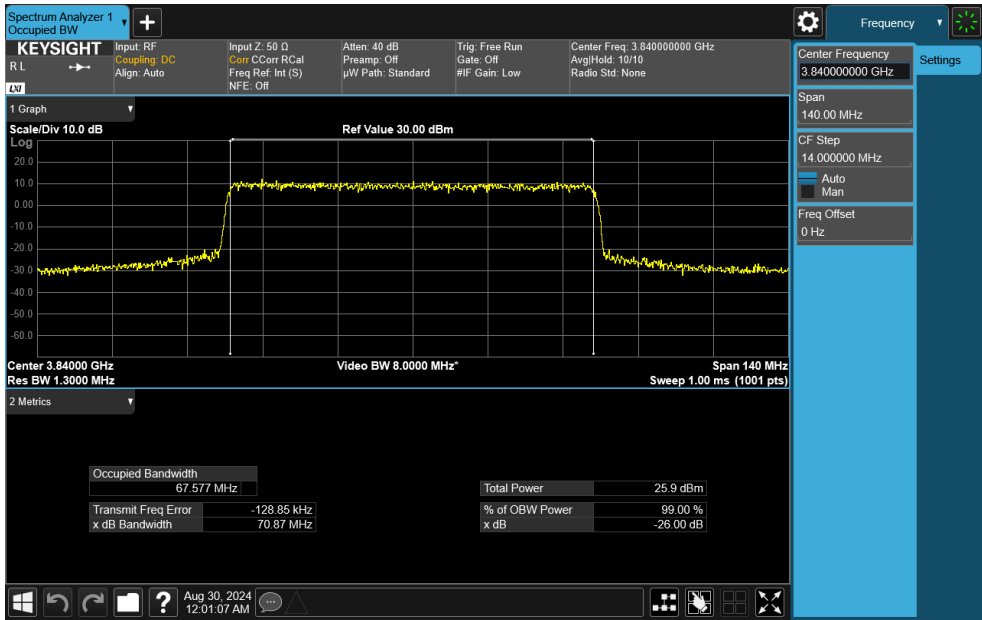 Spectrum Analyzer 1
Occupied BW
+
Frequency
KEYSIGHT
R L
LXI
Input: RF
Coupling: DC
Align: Auto
Input Z: 50 Ω
Corr CCorr RCal
Freq Ref: Int (S)
NFE: Off
Atten: 40 dB
Preamp: Off
µW Path: Standard
Trig: Free Run
Gate: Off
#IF Gain: Low
Center Freq: 3.840000000 GHz
Avg|Hold: 10/10
Radio Std: None
Center Frequency
3.840000000 GHz
Settings
Span
140.00 MHz
CF Step
14.000000 MHz
Auto
Man
Freq Offset
0 Hz
1 Graph
Scale/Div 10.0 dB
Ref Value 30.00 dBm
Log
20.0
10.0
0.00
-10.0
-20.0
-30.0
-40.0
-50.0
-60.0
Center 3.84000 GHz
Video BW 8.0000 MHz*
Span 140 MHz
Res BW 1.3000 MHz
Sweep 1.00 ms (1001 pts)
2 Metrics
Occupied Bandwidth
67.577 MHz
Total Power 25.9 dBm
Transmit Freq Error -128.85 kHz
% of OBW Power 99.00 %
x dB Bandwidth 70.87 MHz
x dB -26.00 dB
?
Aug 30, 2024
12:01:07 AM